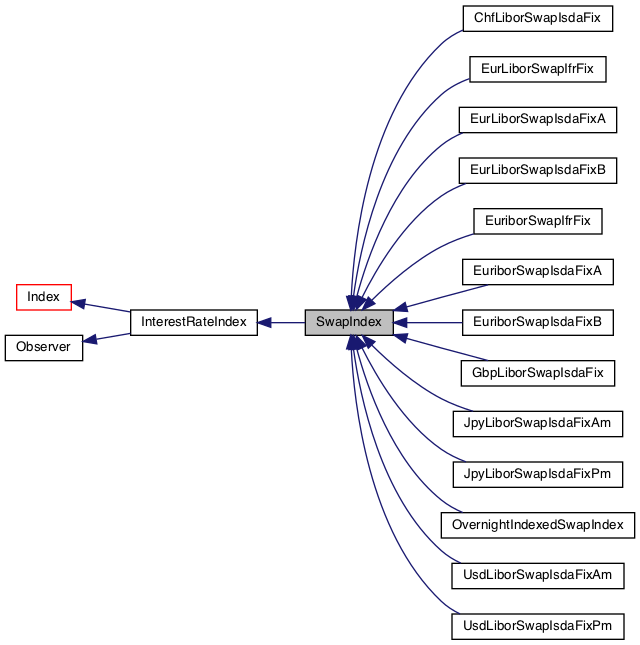 ChfLiborSwapIsdaFix
EurLiborSwapIfrFix
EurLiborSwapIsdaFixA
EurLiborSwapIsdaFixB
EuriborSwapIfrFix
EuriborSwapIsdaFixA
Index
InterestRateIndex
SwapIndex
EuriborSwapIsdaFixB
Observer
GbpLiborSwapIsdaFix
JpyLiborSwapIsdaFixAm
JpyLiborSwapIsdaFixPm
OvernightIndexedSwapIndex
UsdLiborSwapIsdaFixAm
UsdLiborSwapIsdaFixPm